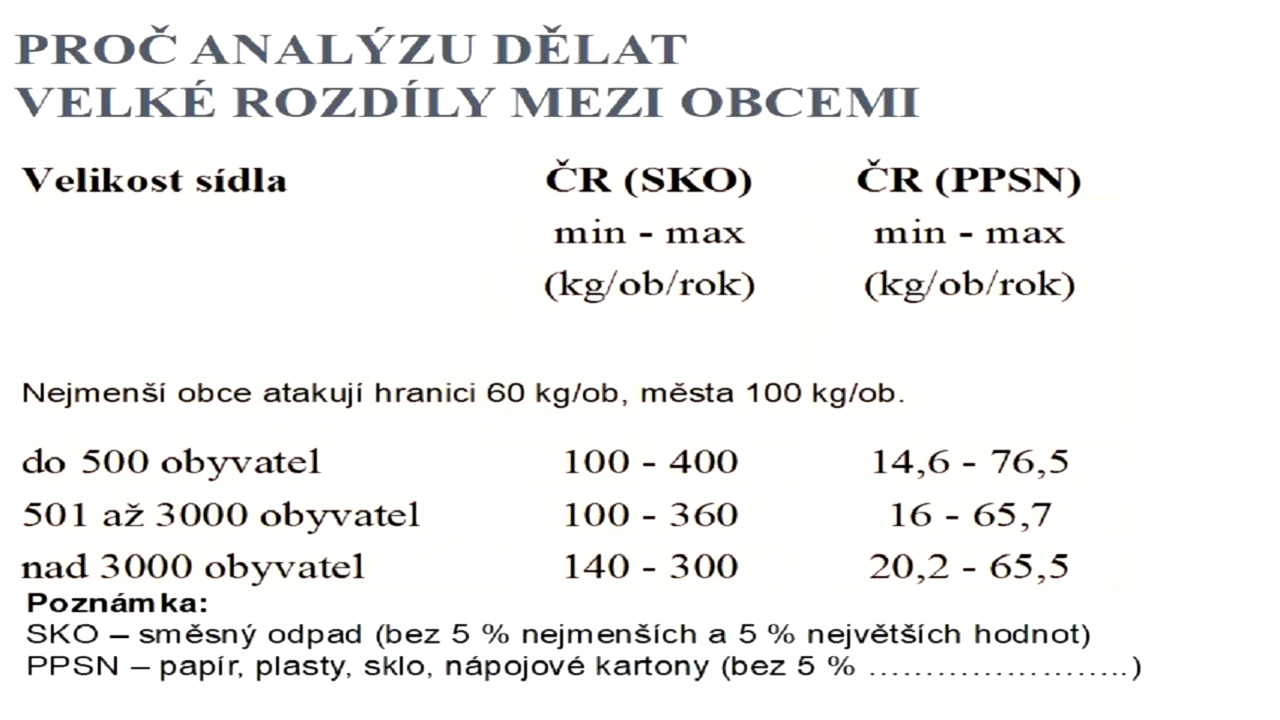 PROČ ANALÝZU DĚLAT
VELKÉ ROZDÍLY MEZI OBCEMI
Velikost sídla ČR (SKO) ČR (PPSN)
min - max min - max
(kg/ob/rok) (kg/ob/rok)
Nejmenší obce atakují hranici 60 kg/ob, města 100 kg/ob.
do 500 obyvatel 100 - 400 14,6 - 76,5
501 až 3000 obyvatel 100 - 360 16 - 65,7
nad 3000 obyvatel 140 - 300 20,2 - 65,5
Poznámka:
SKO – směsný odpad (bez 5 % nejmenších a 5 % největších hodnot)
PPSN – papír, plasty, sklo, nápojové kartony (bez 5 % …………………..)